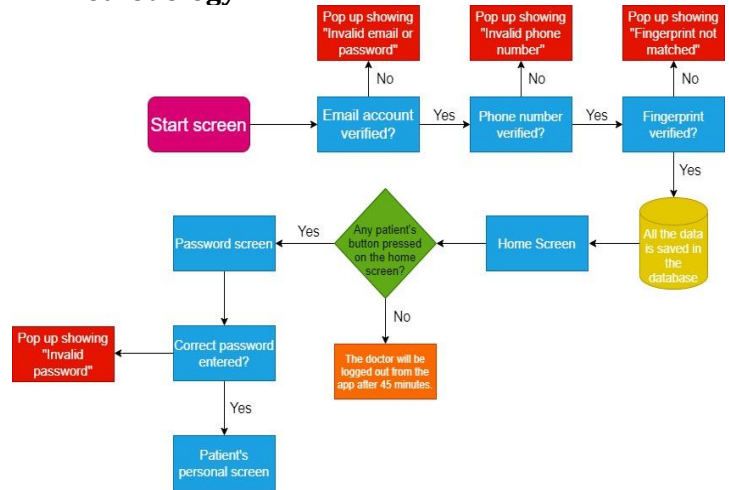 Pop up showing
"Invalid email or
password"
Pop up showing
"Invalid phone
number"
Pop up showing
"Fingerprint not
matched"
No
No
No
Start screen
Email account
verified?
Yes
Phone number
verified?
Yes
Fingerprint
verified?
Yes
Password screen
Yes
Any patient's
button pressed
on the home
screen?
Home Screen
All the data
is saved in
the
database
No
Pop up showing
"Invalid
password"
Correct password
entered?
The doctor will be
logged out from the
app after 45 minutes.
Yes
Patient's
personal screen